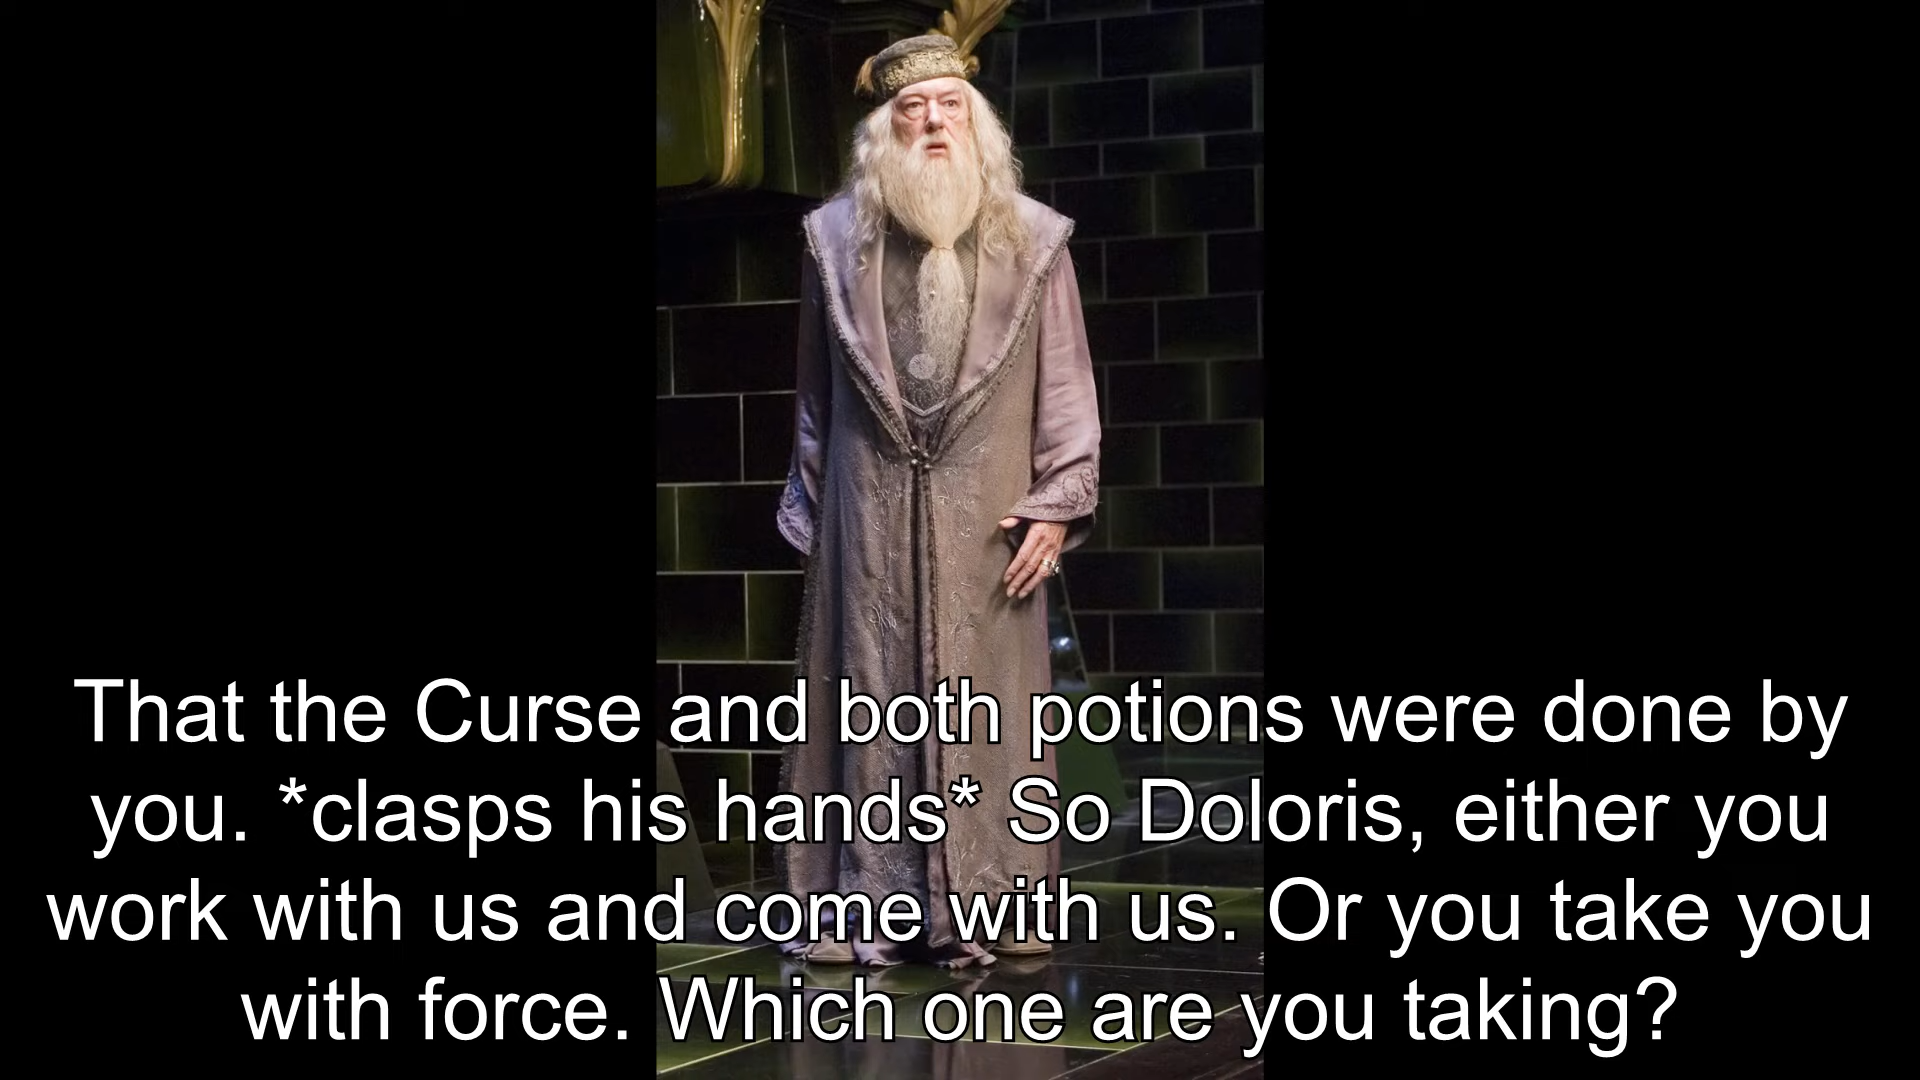 That the Curse and both potions were done by
you. *clasps his hands* So Doloris, either you
work with us and come with us. Or you take you
with force. Which one are you taking?